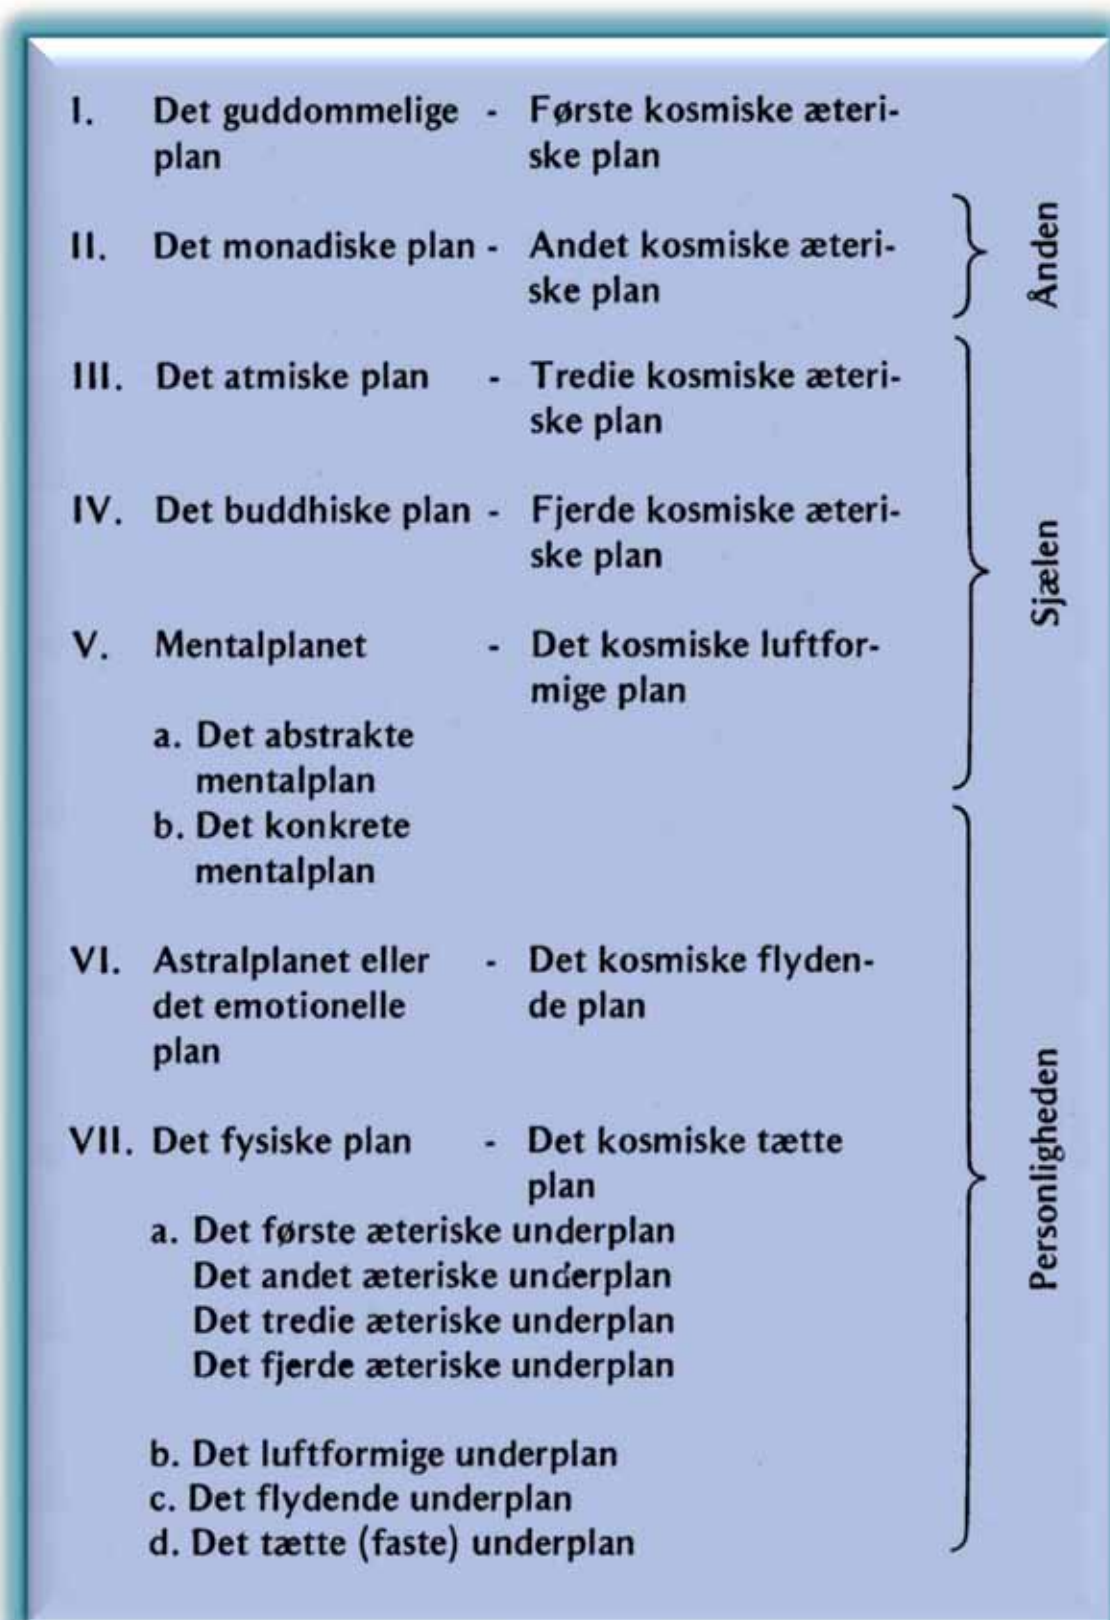 I. Det guddommelige - Første kosmiske æteri-
plan ske plan
II. Det monadiske plan - Andet kosmiske æteri-
ske plan
Ånden
III. Det atmiske plan - Tredie kosmiske æteri-
ske plan
IV. Det buddhiske plan - Fjerde kosmiske æteri-
ske plan
V. Mentalplanet - Det kosmiske luftfor-
mige plan
a. Det abstrakte
mentalplan
Sjælen
b. Det konkrete
mentalplan
VI. Astralplanet eller - Det kosmiske flyden-
det emotionelle de plan
plan
VII. Det fysiske plan - Det kosmiske tætte
plan
a. Det første æteriske underplan
Det andet æteriske underplan
Det tredie æteriske underplan
Det fjerde æteriske underplan
b. Det luftformige underplan
c. Det flydende underplan
d. Det tætte (faste) underplan
Personligheden